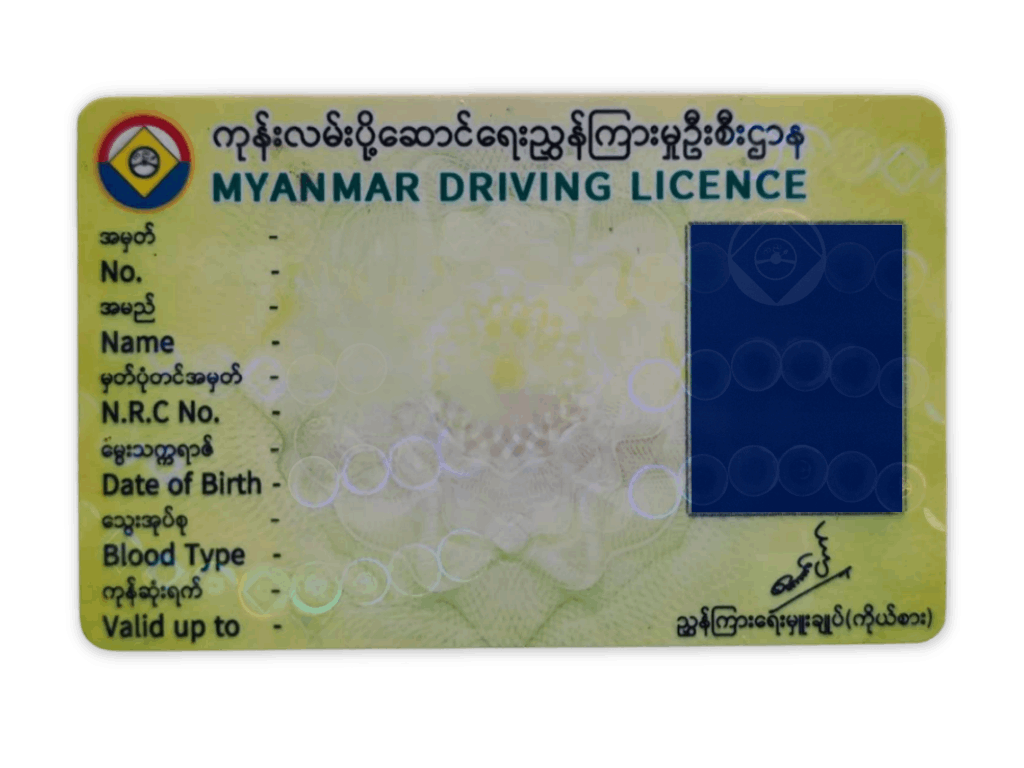 ကုန်းလမ်းပို့ဆောင်ရေးညွှန်ကြားမှုဦးစီးဌာန
MYANMAR DRIVING LICENCE
အမှတ် -
No. -
အမည် -
Name -
မှတ်ပုံတင်အမှတ် -
N.R.C No. -
မွေးသက္ကရာဇ် -
Date of Birth -
သွေးအုပ်စု -
Blood Type -
ကုန်ဆုံးရက် -
Valid up to -
ညွှန်ကြားရေးမှူးချုပ်(ကိုယ်စား)